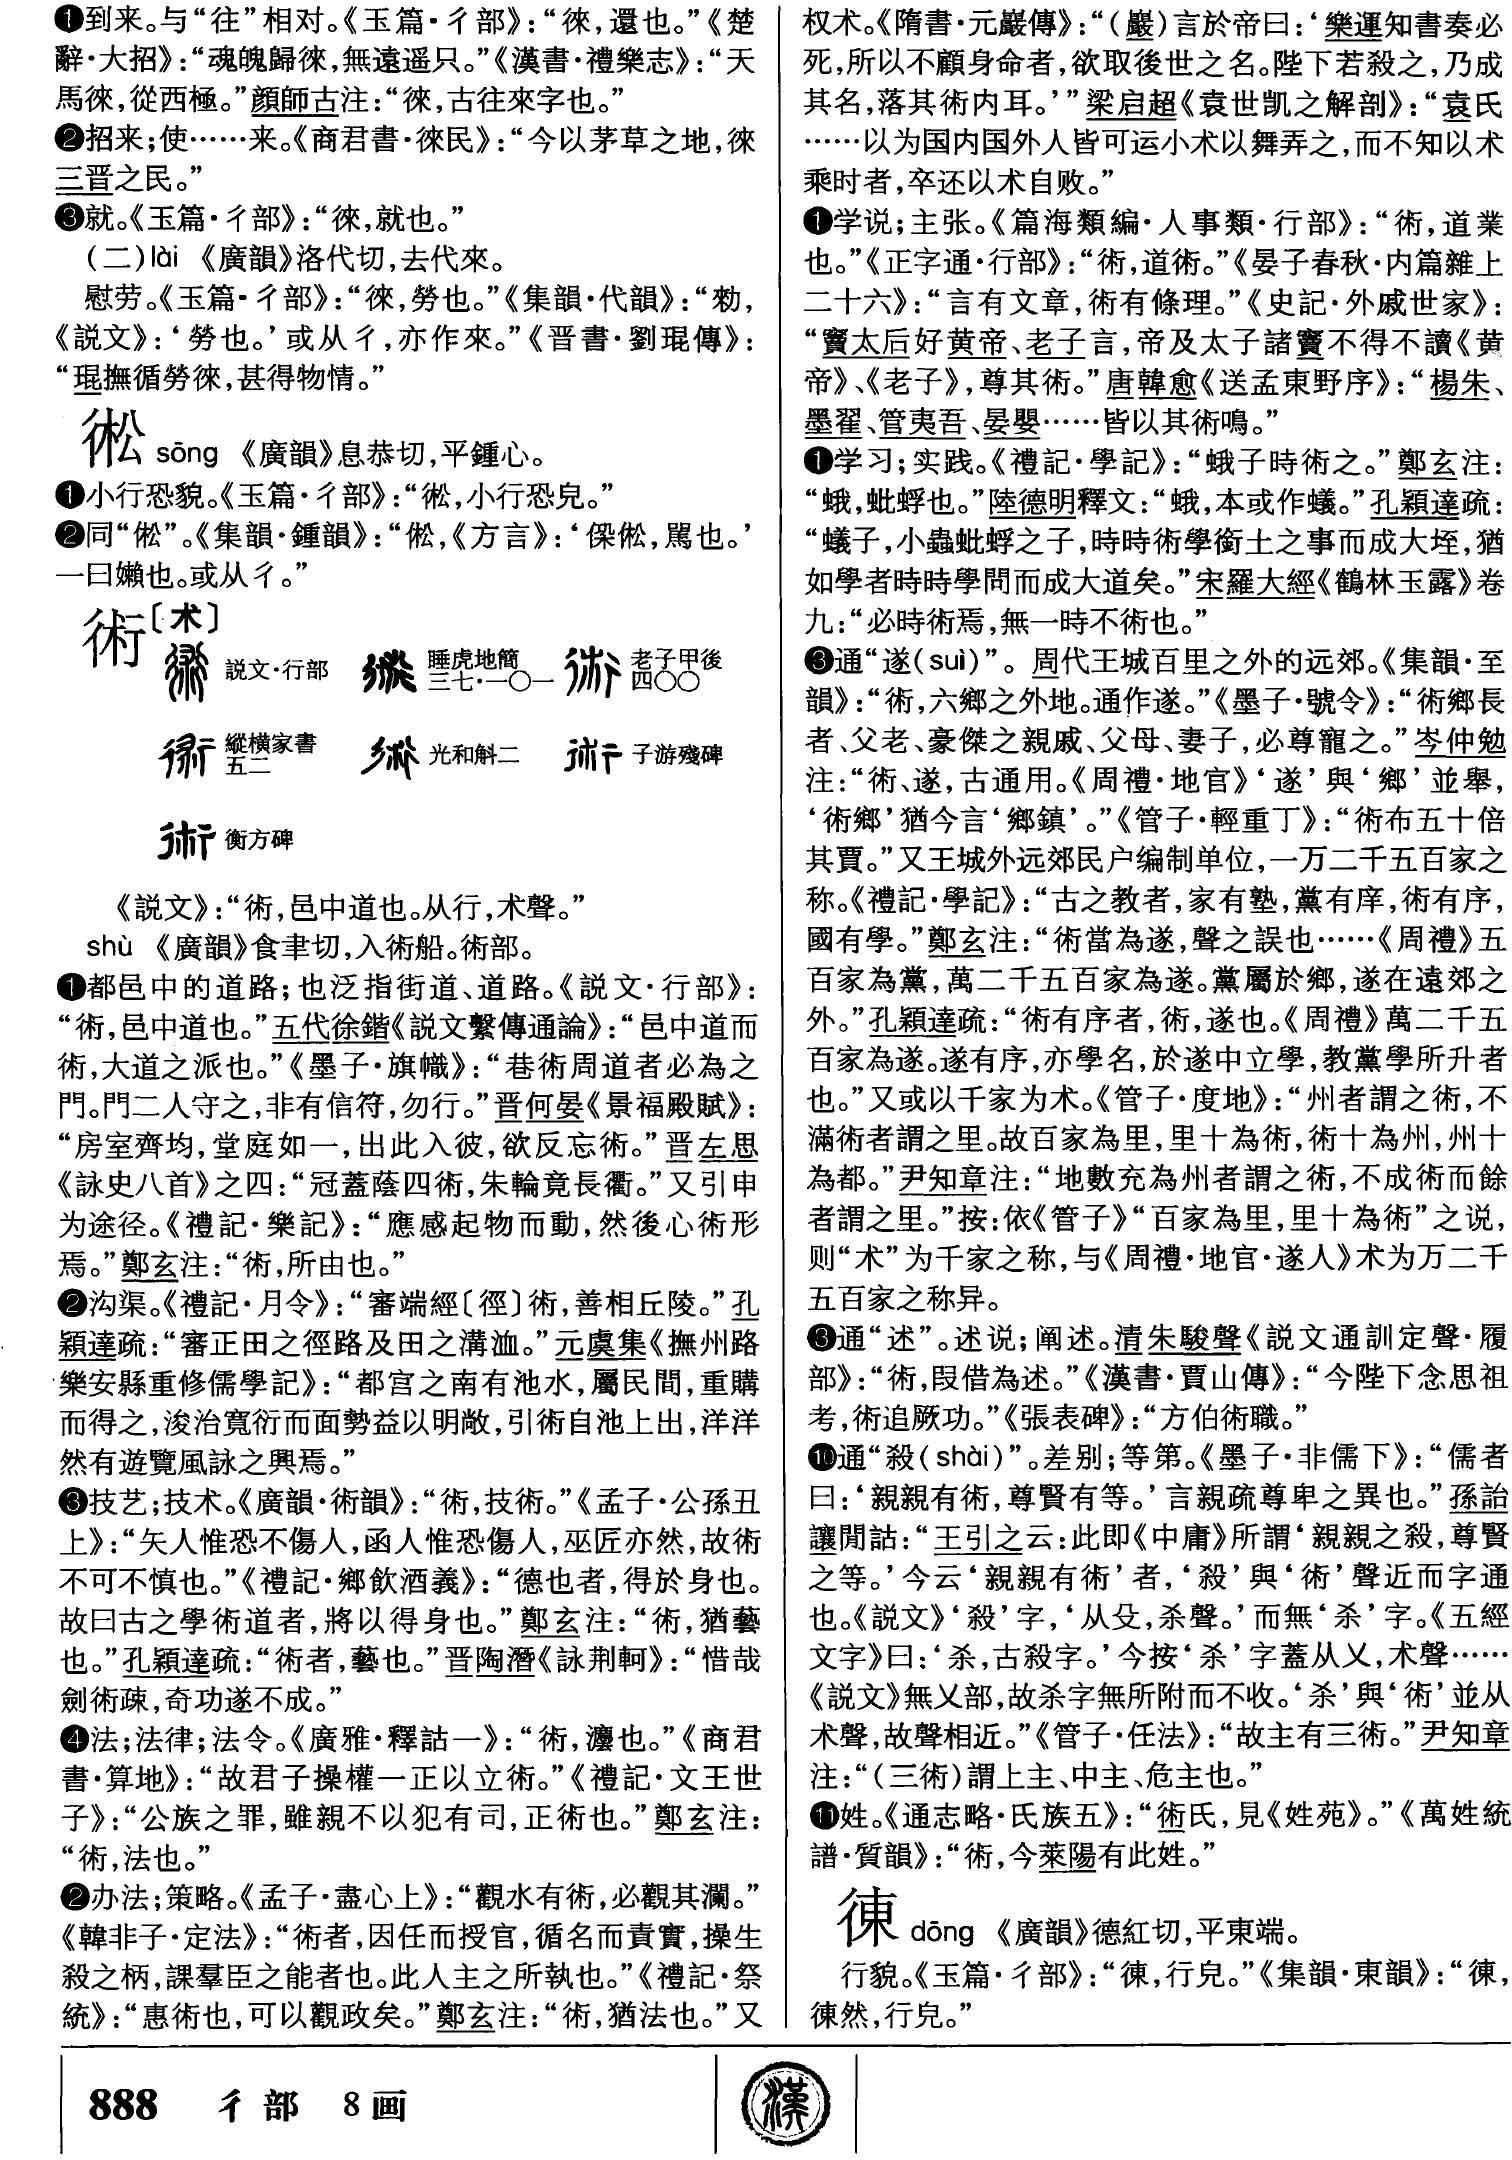 ❶到来。与“往”相对。《玉篇·彳部》：“徠，還也。”《楚
辭·大招》：“魂魄歸徠，無遠遥只。”《漢書·禮樂志》：“天
馬徠，從西極。”顔師古注：“徠，古往來字也。”
❷招来；使……来。《商君書·徠民》：“今以茅草之地，徠
三晋之民。”
❸就。《玉篇·彳部》：“徠，就也。”
（二）lài 《廣韻》洛代切，去代來。
慰劳。《玉篇·彳部》：“徠，勞也。”《集韻·代韻》：“勑，
《説文》：‘勞也。’或从彳，亦作來。”《晋書·劉琨傳》：
“琨撫循勞徠，甚得物情。”
㣝 sōng 《廣韻》息恭切，平鍾心。
❶小行恐貌。《玉篇·彳部》：“㣝，小行恐皃。”
❷同“倯”。《集韻·鍾韻》：“倯，《方言》：‘㑻倯，駡也。’
一曰嬾也。或从彳。”
術〔术〕
説文·行部 睡虎地簡三七·一〇一 老子甲後四〇〇
縱横家書五二 光和斛二 子游殘碑
衡方碑
《説文》：“術，邑中道也。从行，术聲。”
shù 《廣韻》食聿切，入術船。術部。
❶都邑中的道路；也泛指街道、道路。《説文·行部》：
“術，邑中道也。”五代徐鍇《説文繫傳通論》：“邑中道而
術，大道之派也。”《墨子·旗幟》：“巷術周道者必為之
門。門二人守之，非有信符，勿行。”晋何晏《景福殿賦》：
“房室齊均，堂庭如一，出此入彼，欲反忘術。”晋左思
《詠史八首》之四：“冠蓋蔭四術，朱輪竟長衢。”又引申
为途径。《禮記·樂記》：“應感起物而動，然後心術形
焉。”鄭玄注：“術，所由也。”
❷沟渠。《禮記·月令》：“審端經〔徑〕術，善相丘陵。”孔
穎達疏：“審正田之徑路及田之溝洫。”元虞集《撫州路
樂安縣重修儒學記》：“都宫之南有池水，屬民間，重購
而得之，浚治寬衍而面勢益以明敞，引術自池上出，洋洋
然有遊覽風詠之興焉。”
❸技艺；技术。《廣韻·術韻》：“術，技術。”《孟子·公孫丑
上》：“矢人惟恐不傷人，函人惟恐傷人，巫匠亦然，故術
不可不慎也。”《禮記·鄉飲酒義》：“德也者，得於身也。
故曰古之學術道者，將以得身也。”鄭玄注：“術，猶藝
也。”孔穎達疏：“術者，藝也。”晋陶潛《詠荆軻》：“惜哉
劍術疎，奇功遂不成。”
❹法；法律；法令。《廣雅·釋詁一》：“術，灋也。”《商君
書·算地》：“故君子操權一正以立術。”《禮記·文王世
子》：“公族之罪，雖親不以犯有司，正術也。”鄭玄注：
“術，法也。”
❷办法；策略。《孟子·盡心上》：“觀水有術，必觀其瀾。”
《韓非子·定法》：“術者，因任而授官，循名而責實，操生
殺之柄，課羣臣之能者也。此人主之所執也。”《禮記·祭
統》：“惠術也，可以觀政矣。”鄭玄注：“術，猶法也。”又
权术。《隋書·元巖傳》：“（巖）言於帝曰：‘樂運知書奏必
死，所以不顧身命者，欲取後世之名。陛下若殺之，乃成
其名，落其術内耳。’”梁启超《袁世凯之解剖》：“袁氏
……以为国内国外人皆可运小术以舞弄之，而不知以术
乘时者，卒还以术自败。”
❶学说；主张。《篇海類編·人事類·行部》：“術，道業
也。”《正字通·行部》：“術，道術。”《晏子春秋·内篇雜上
二十六》：“言有文章，術有條理。”《史記·外戚世家》：
“竇太后好黄帝、老子言，帝及太子諸竇不得不讀《黄
帝》、《老子》，尊其術。”唐韓愈《送孟東野序》：“楊朱、
墨翟、管夷吾、晏嬰……皆以其術鳴。”
❶学习；实践。《禮記·學記》：“蛾子時術之。”鄭玄注：
“蛾，蚍蜉也。”陸德明釋文：“蛾，本或作蟻。”孔穎達疏：
“蟻子，小蟲蚍蜉之子，時時術學銜土之事而成大垤，猶
如學者時時學問而成大道矣。”宋羅大經《鶴林玉露》卷
九：“必時術焉，無一時不術也。”
❸通“遂（suì）”。周代王城百里之外的远郊。《集韻·至
韻》：“術，六鄉之外地。通作遂。”《墨子·號令》：“術鄉長
者、父老、豪傑之親戚、父母、妻子，必尊寵之。”岑仲勉
注：“術、遂，古通用。《周禮·地官》‘遂’與‘鄉’並舉，
‘術鄉’猶今言‘鄉鎮’。”《管子·輕重丁》：“術布五十倍
其賈。”又王城外远郊民户编制单位，一万二千五百家之
称。《禮記·學記》：“古之教者，家有塾，黨有庠，術有序，
國有學。”鄭玄注：“術當為遂，聲之誤也……《周禮》五
百家為黨，萬二千五百家為遂。黨屬於鄉，遂在遠郊之
外。”孔穎達疏：“術有序者，術，遂也。《周禮》萬二千五
百家為遂。遂有序，亦學名，於遂中立學，教黨學所升者
也。”又或以千家为术。《管子·度地》：“州者謂之術，不
滿術者謂之里。故百家為里，里十為術，術十為州，州十
為都。”尹知章注：“地數充為州者謂之術，不成術而餘
者謂之里。”按：依《管子》“百家為里，里十為術”之说，
则“术”为千家之称，与《周禮·地官·遂人》术为万二千
五百家之称异。
❸通“述”。述说；阐述。清朱駿聲《説文通訓定聲·履
部》：“術，叚借為述。”《漢書·賈山傳》：“今陛下念思祖
考，術追厥功。”《張表碑》：“方伯術職。”
❿通“殺（shài）”。差别；等第。《墨子·非儒下》：“儒者
曰：‘親親有術，尊賢有等。’言親疏尊卑之異也。”孫詒
讓閒詁：“王引之云：此即《中庸》所謂‘親親之殺，尊賢
之等。’今云‘親親有術’者，‘殺’與‘術’聲近而字通
也。《説文》‘殺’字，‘从殳，杀聲。’而無‘杀’字。《五經
文字》曰：‘杀，古殺字。’今按‘杀’字蓋从乂，术聲……
《説文》無乂部，故杀字無所附而不收。‘杀’與‘術’並从
术聲，故聲相近。”《管子·任法》：“故主有三術。”尹知章
注：“（三術）謂上主、中主、危主也。”
⓫姓。《通志略·氏族五》：“術氏，見《姓苑》。”《萬姓統
譜·質韻》：“術，今萊陽有此姓。”
徚 dōng 《廣韻》德紅切，平東端。
行貌。《玉篇·彳部》：“徚，行皃。”《集韻·東韻》：“徚，
徚然，行皃。”
888 彳部 8画
漢